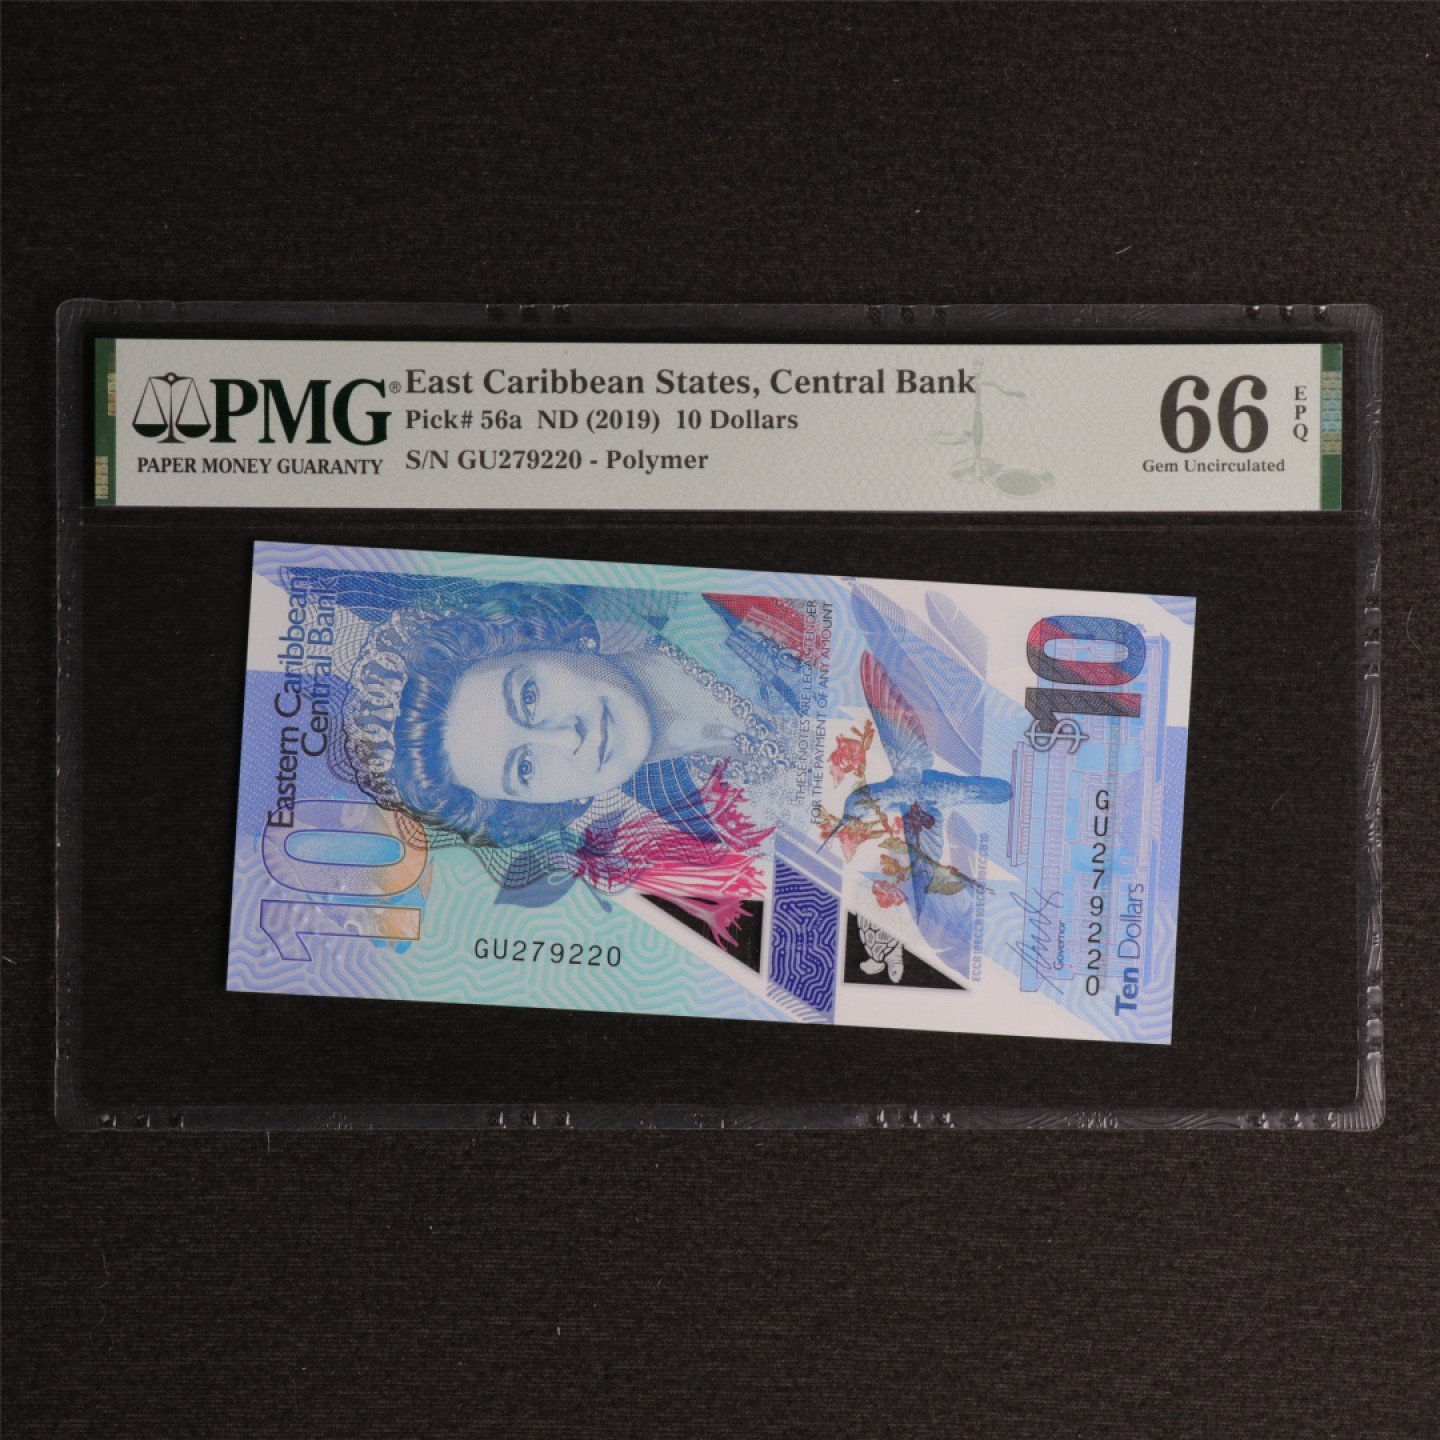 PMG®
PAPER MONEY GUARANTY
East Caribbean States, Central Bank
Pick# 56a ND (2019) 10 Dollars
S/N GU279220 - Polymer
66
EPQ
Gem Uncirculated
Eastern Caribbean
Central Bank
10
GU279220
THESE NOTES ARE LEGAL TENDER
FOR THE PAYMENT OF ANY AMOUNT
$10
GU279220
Governor
Ten Dollars